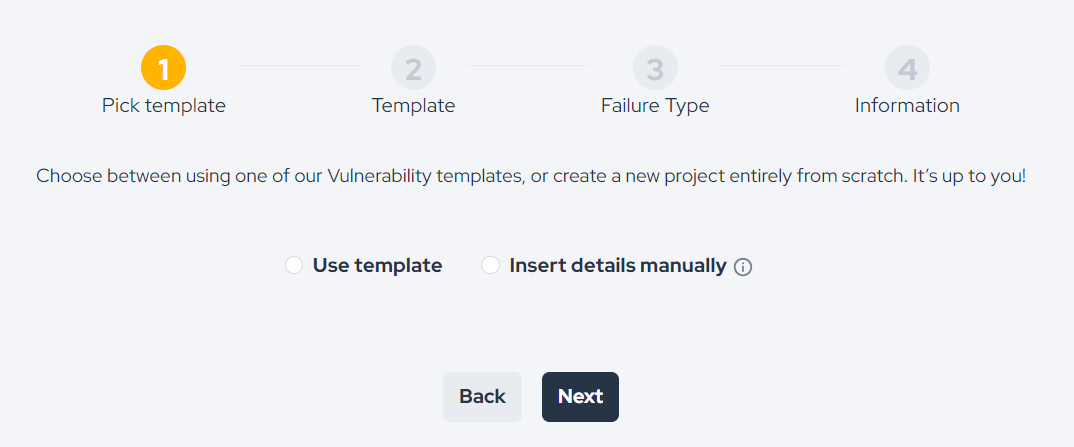 1 2 3 4
Pick template Template Failure Type Information
Choose between using one of our Vulnerability templates, or create a new project entirely from scratch. It's up to you!
Use template Insert details manually
Back Next